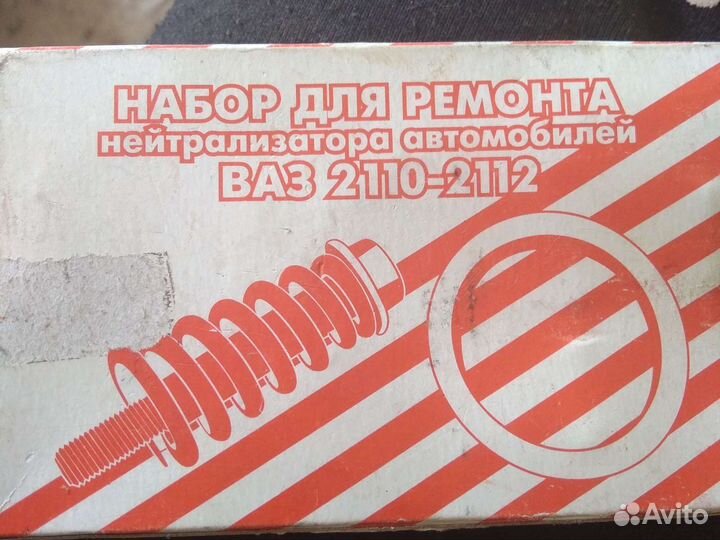 НАБОР ДЛЯ РЕМОНТА
нейтрализатора автомобилей
ВАЗ 2110-2112
Avito